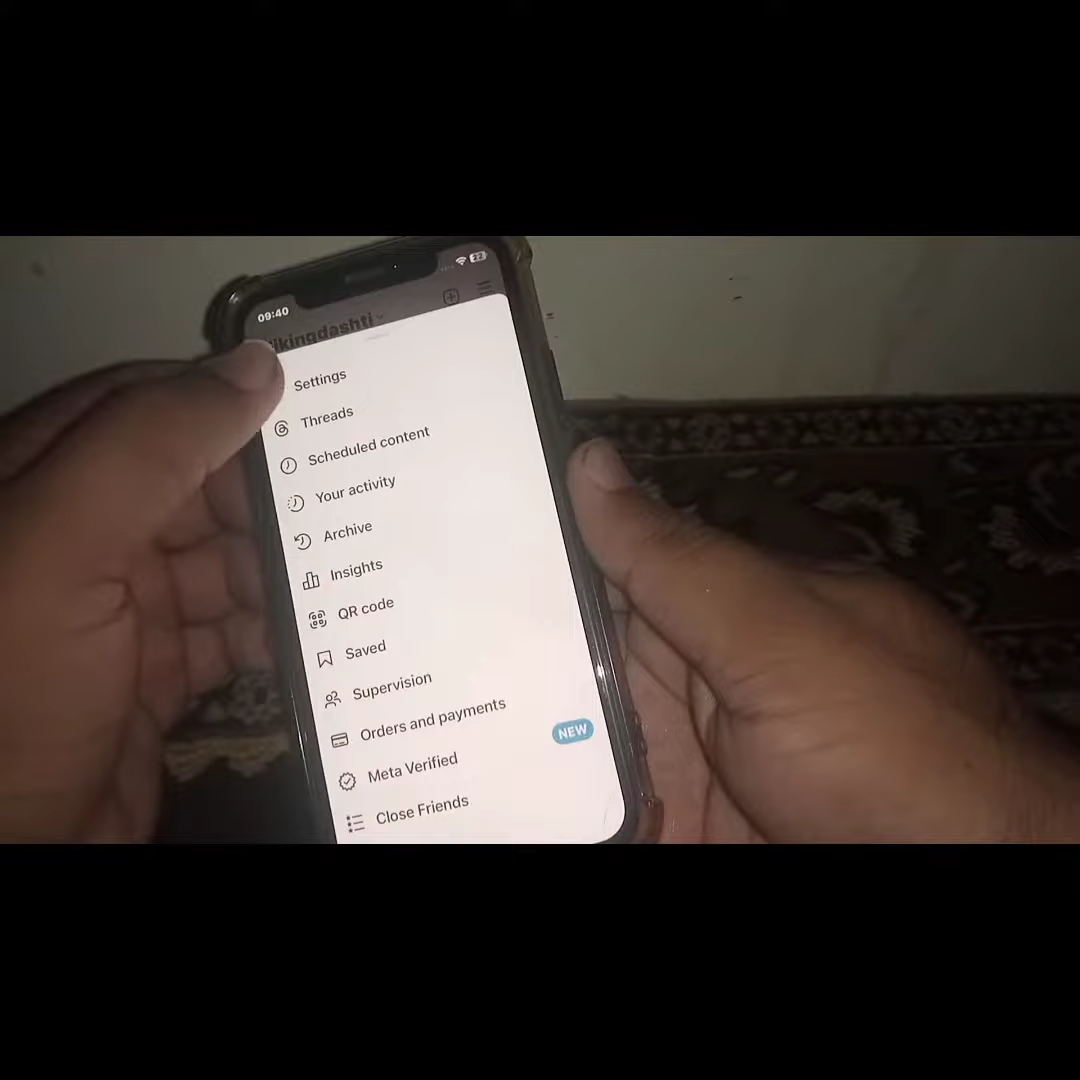 09:40
22
Settings
Threads
Scheduled content
Your activity
Archive
Insights
QR code
Saved
Supervision
Orders and payments
Meta Verified
NEW
Close Friends